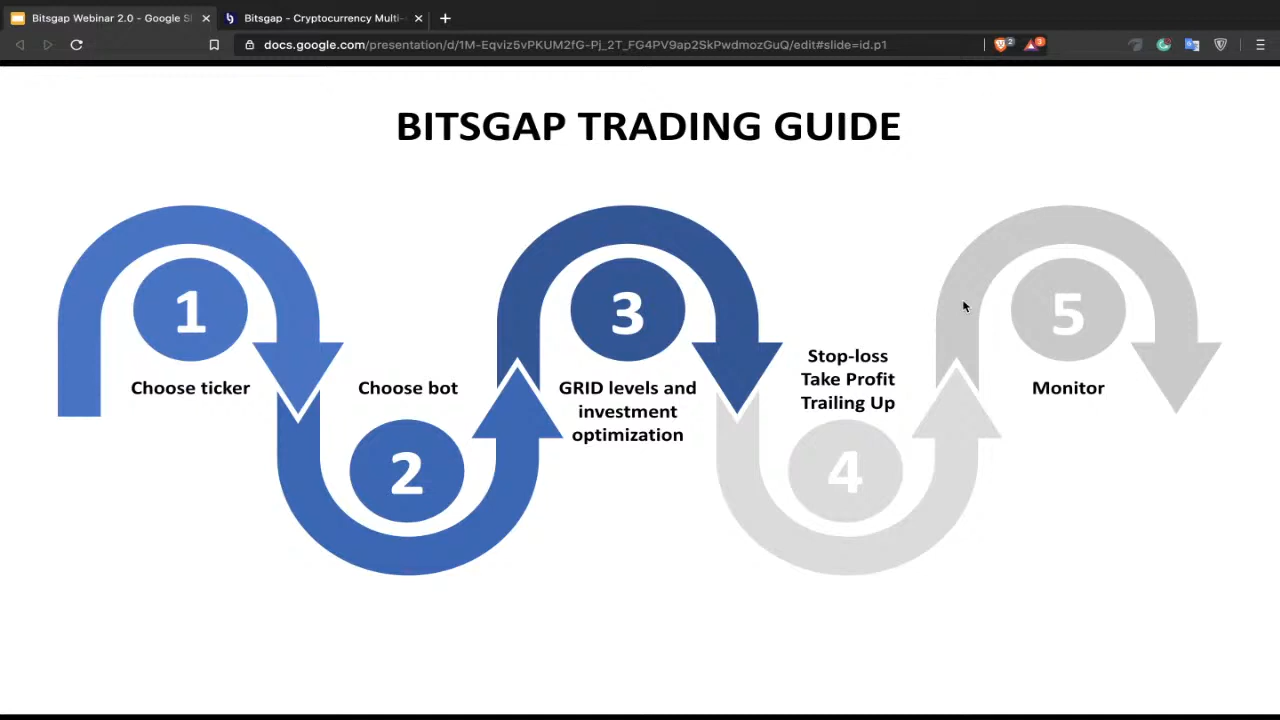 Bitsgap Webinar 2.0 - Google Sl
Bitsgap - Cryptocurrency Multi-
docs.google.com/presentation/d/1M-Eqviz5vPKUM2fG-Pj_2T_FG4PV9ap2SkPwdmozGuQ/edit#slide=id.p1
2
3
BITSGAP TRADING GUIDE
1
Choose ticker
Choose bot
2
3
GRID levels and
investment
optimization
Stop-loss
Take Profit
Trailing Up
4
5
Monitor